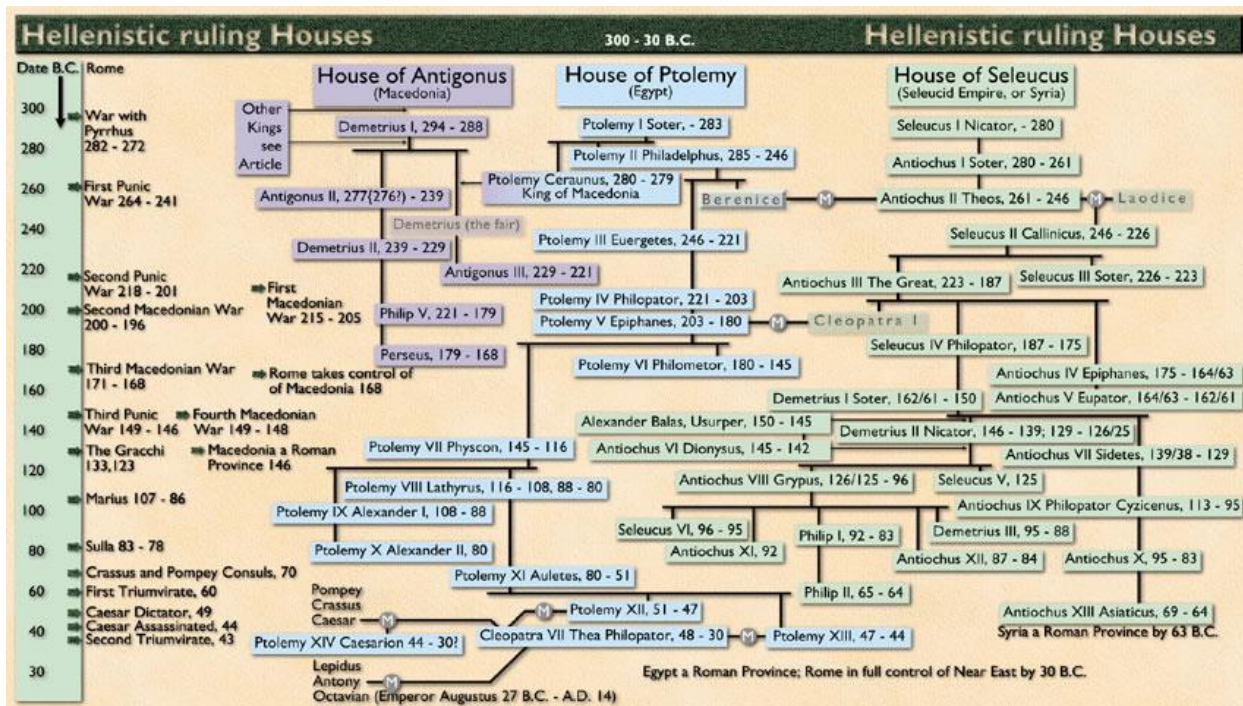 Hellenistic ruling Houses
300 - 30 B.C.
Hellenistic ruling Houses
Date B.C.
Rome
300
280
260
240
220
200
180
160
140
120
100
80
60
40
30
War with
Pyrrhus
282 - 272
First Punic
War 264 - 241
Second Punic
War 218 - 201
Second Macedonian War
200 - 196
First
Macedonian
War 215 - 205
Third Macedonian War
171 - 168
Rome takes control of
of Macedonia 168
Third Punic
War 149 - 146
Fourth Macedonian
War 149 - 148
The Gracchi
133,123
Macedonia a Roman
Province 146
Marius 107 - 86
Sulla 83 - 78
Crassus and Pompey Consuls, 70
First Triumvirate, 60
Caesar Dictator, 49
Caesar Assassinated, 44
Second Triumvirate, 43
House of Antigonus
(Macedonia)
Other
Kings
see
Article
Demetrius I, 294 - 288
Antigonus II, 277(276?) - 239
Demetrius (the fair)
Demetrius II, 239 - 229
Antigonus III, 229 - 221
Philip V, 221 - 179
Perseus, 179 - 168
House of Ptolemy
(Egypt)
Ptolemy I Soter, - 283
Ptolemy II Philadelphus, 285 - 246
Ptolemy Ceraunus, 280 - 279
King of Macedonia
Berenice
M
Ptolemy III Euergetes, 246 - 221
Ptolemy IV Philopator, 221 - 203
Ptolemy V Epiphanes, 203 - 180
M
Cleopatra I
Ptolemy VI Philometor, 180 - 145
Ptolemy VII Physcon, 145 - 116
Ptolemy VIII Lathyrus, 116 - 108, 88 - 80
Ptolemy IX Alexander I, 108 - 88
Ptolemy X Alexander II, 80
Ptolemy XI Auletes, 80 - 51
Pompey
Crassus
Caesar
M
M
Ptolemy XII, 51 - 47
Ptolemy XIV Caesarion 44 - 30?
Cleopatra VII Thea Philopator, 48 - 30
M
Ptolemy XIII, 47 - 44
Lepidus
Antony
Octavian (Emperor Augustus 27 B.C. - A.D. 14)
M
House of Seleucus
(Seleucid Empire, or Syria)
Seleucus I Nicator, - 280
Antiochus I Soter, 280 - 261
Antiochus II Theos, 261 - 246
M
Laodice
Seleucus II Callinicus, 246 - 226
Antiochus III The Great, 223 - 187
Seleucus III Soter, 226 - 223
Seleucus IV Philopator, 187 - 175
Antiochus IV Epiphanes, 175 - 164/63
Demetrius I Soter, 162/61 - 150
Antiochus V Eupator, 164/63 - 162/61
Alexander Balas, Usurper, 150 - 145
Demetrius II Nicator, 146 - 139; 129 - 126/25
Antiochus VI Dionysus, 145 - 142
Antiochus VII Sidetes, 139/38 - 129
Antiochus VIII Grypus, 126/125 - 96
Seleucus V, 125
Antiochus IX Philopator Cyzicenus, 113 - 95
Seleucus VI, 96 - 95
Philip I, 92 - 83
Demetrius III, 95 - 88
Antiochus XI, 92
Antiochus XII, 87 - 84
Antiochus X, 95 - 83
Philip II, 65 - 64
Antiochus XIII Asiaticus, 69 - 64
Syria a Roman Province by 63 B.C.
Egypt a Roman Province; Rome in full control of Near East by 30 B.C.